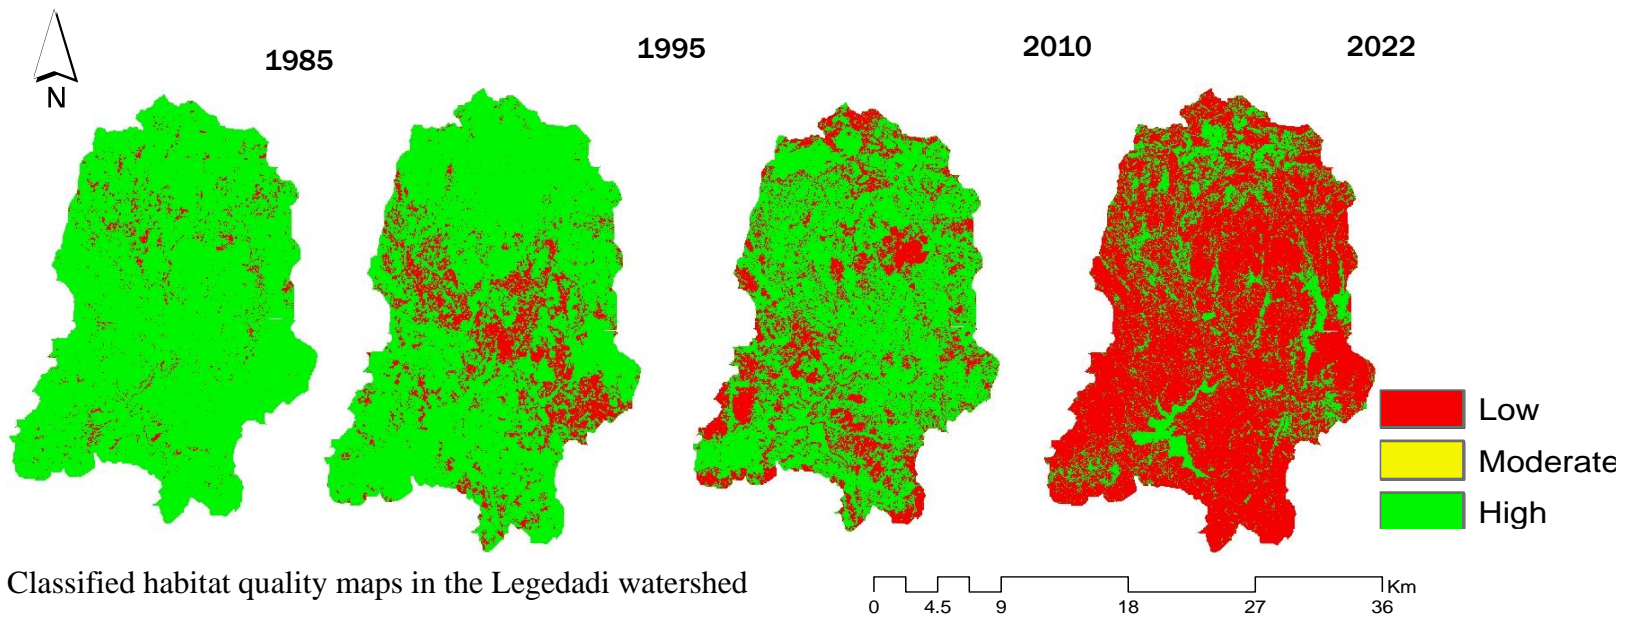 1985
1995
2010
2022
N
Low
Moderate
High
Classified habitat quality maps in the Legedadi watershed
Km
0 4.5 9 18 27 36